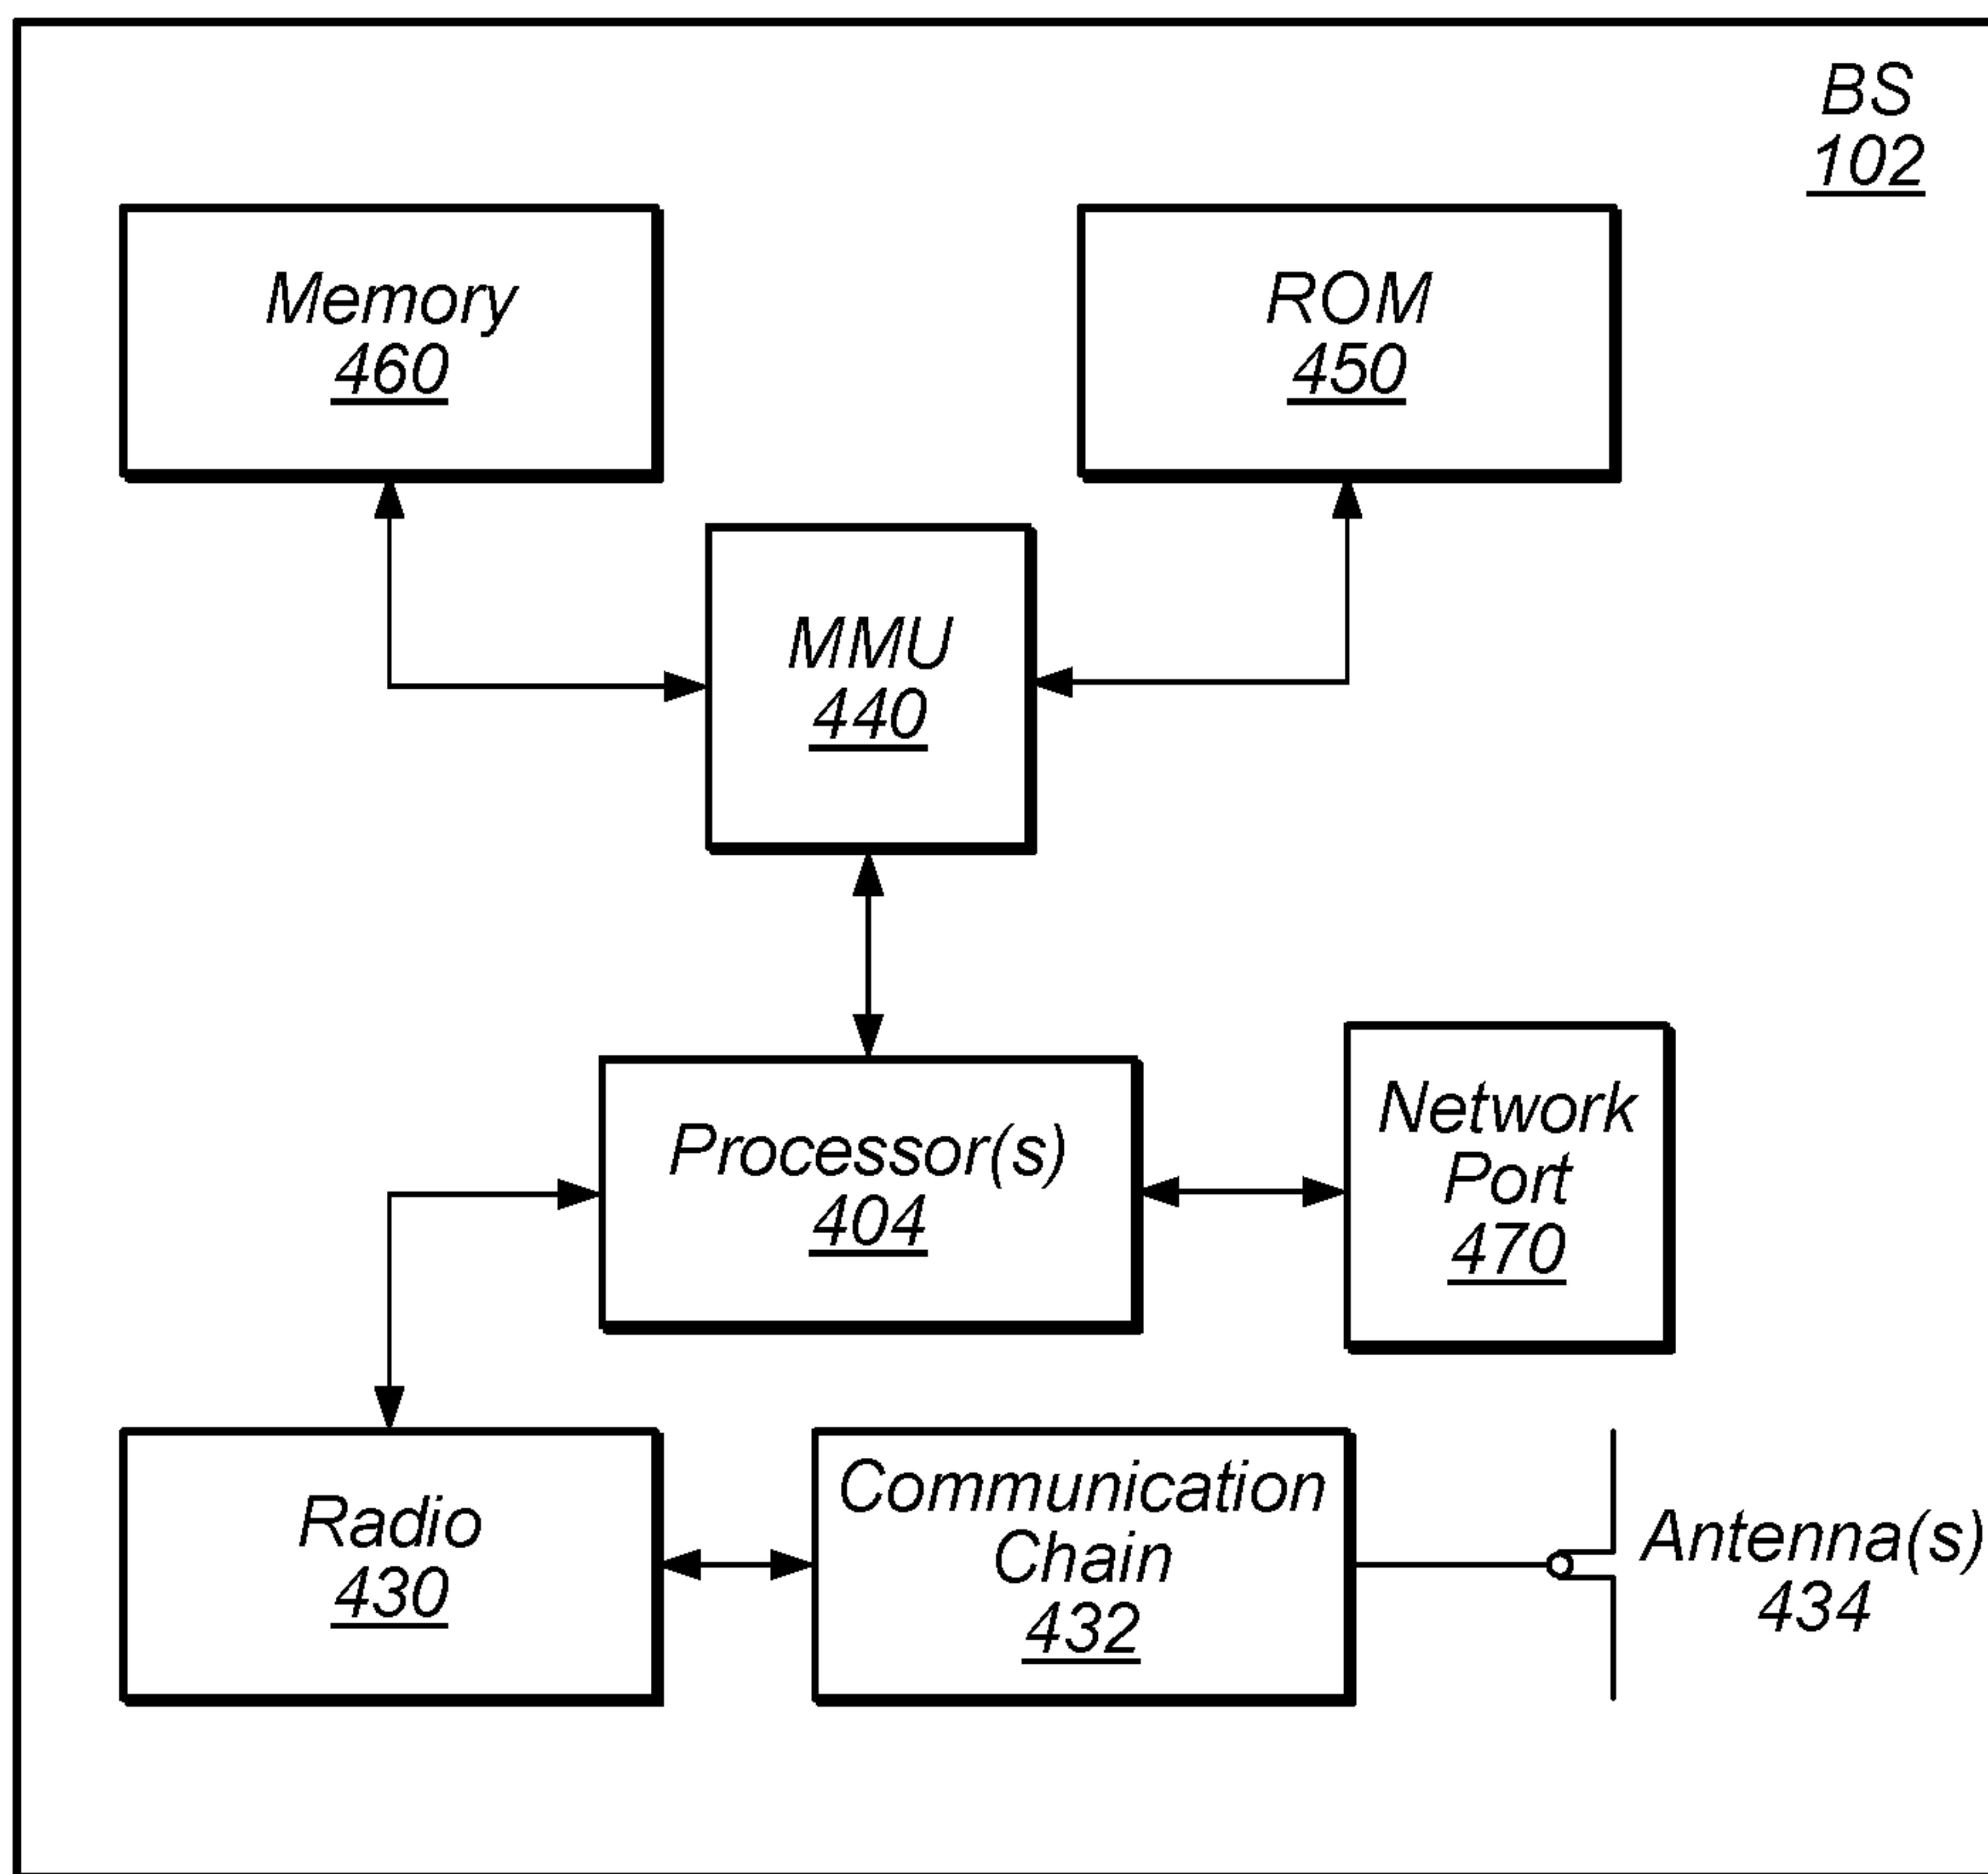 BS
102
Memory
460
ROM
450
MMU
440
Processor(s)
404
Network
Port
470
Radio
430
Communication
Chain
432
Antenna(s)
434